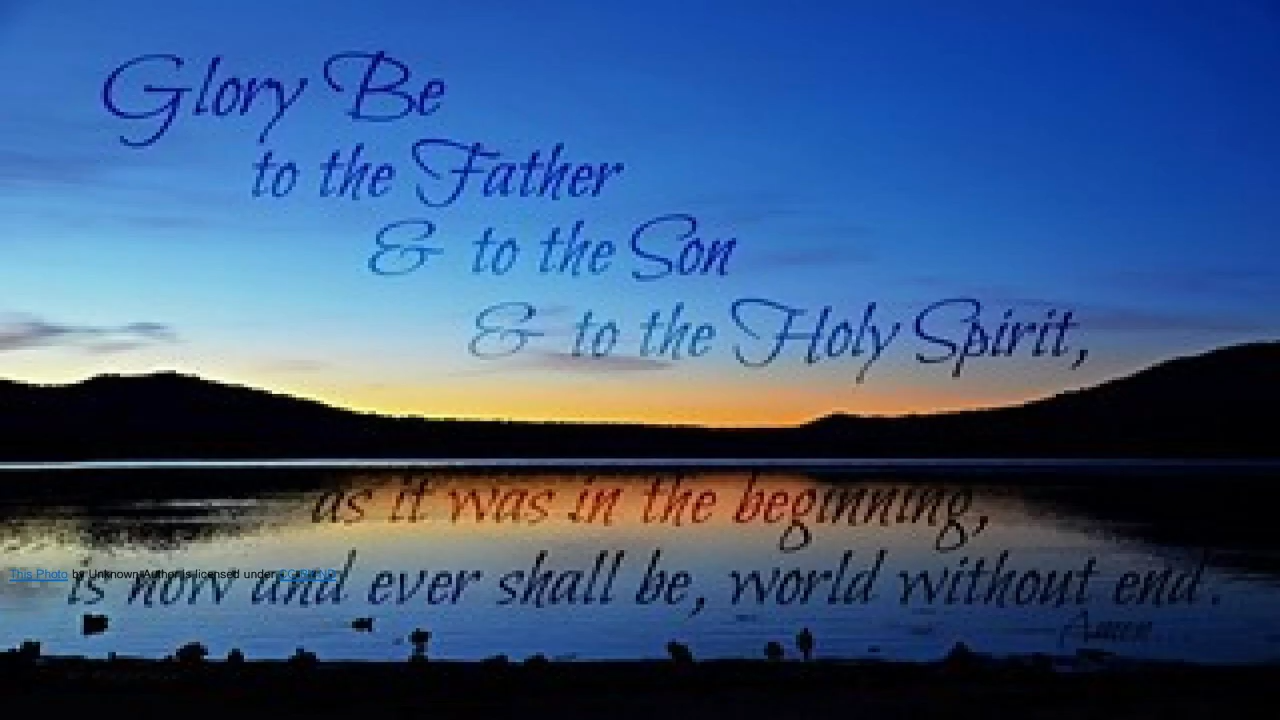 Glory Be
to the Father
& to the Son
& to the Holy Spirit,
as it was in the beginning,
This Photo by Unknown Author is licensed under
is now and ever shall be, world without end.
Amen